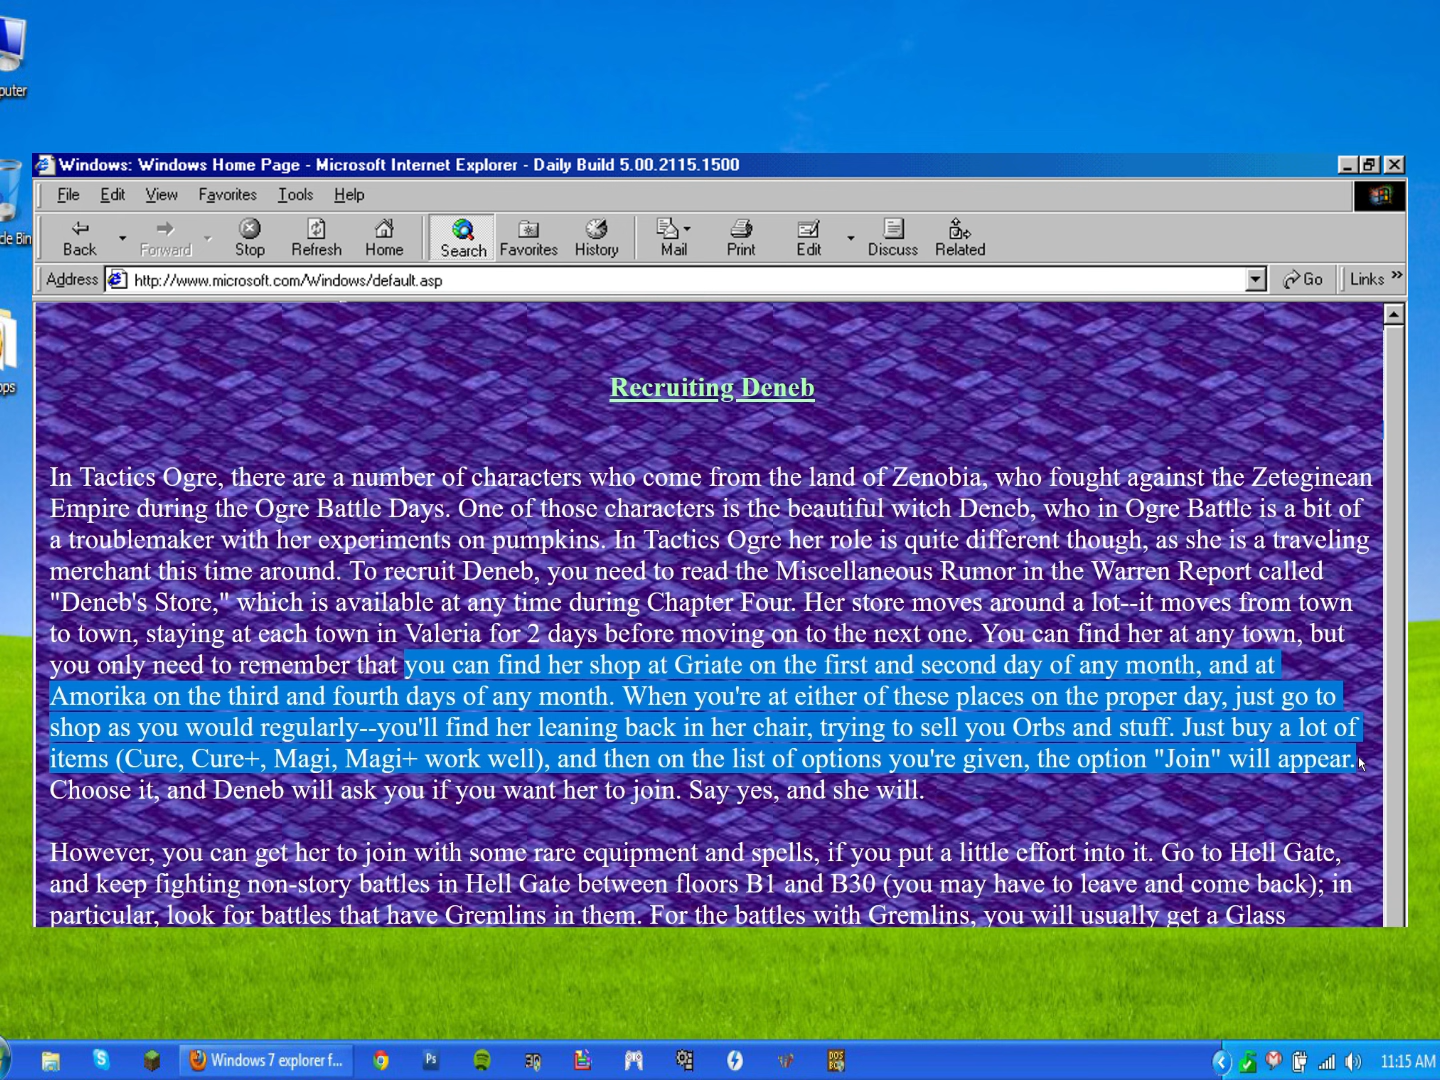 puter
Windows: Windows Home Page - Microsoft Internet Explorer - Daily Build 5.00.2115.1500
File Edit View Favorites Tools Help
Back Forward Stop Refresh Home Search Favorites History Mail Print Edit Discuss Related
Address http://www.microsoft.com/Windows/default.asp Go Links »
cle Bin
ops
Recruiting Deneb
In Tactics Ogre, there are a number of characters who come from the land of Zenobia, who fought against the Zeteginean
Empire during the Ogre Battle Days. One of those characters is the beautiful witch Deneb, who in Ogre Battle is a bit of
a troublemaker with her experiments on pumpkins. In Tactics Ogre her role is quite different though, as she is a traveling
merchant this time around. To recruit Deneb, you need to read the Miscellaneous Rumor in the Warren Report called
"Deneb's Store," which is available at any time during Chapter Four. Her store moves around a lot--it moves from town
to town, staying at each town in Valeria for 2 days before moving on to the next one. You can find her at any town, but
you only need to remember that you can find her shop at Griate on the first and second day of any month, and at
Amorika on the third and fourth days of any month. When you're at either of these places on the proper day, just go to
shop as you would regularly--you'll find her leaning back in her chair, trying to sell you Orbs and stuff. Just buy a lot of
items (Cure, Cure+, Magi, Magi+ work well), and then on the list of options you're given, the option "Join" will appear.
Choose it, and Deneb will ask you if you want her to join. Say yes, and she will.
However, you can get her to join with some rare equipment and spells, if you put a little effort into it. Go to Hell Gate,
and keep fighting non-story battles in Hell Gate between floors B1 and B30 (you may have to leave and come back); in
particular, look for battles that have Gremlins in them. For the battles with Gremlins, you will usually get a Glass
Windows 7 explorer f... Ps DOS BOX 11:15 AM